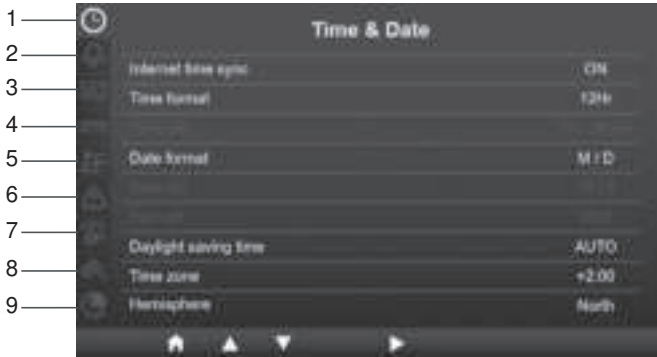 1
Time & Date
2
Internet time sync ON
3
Time format 12Hr
4
5
Date format M / D
6
7
Daylight saving time AUTO
8
Time zone +2:00
9
Hemisphere North